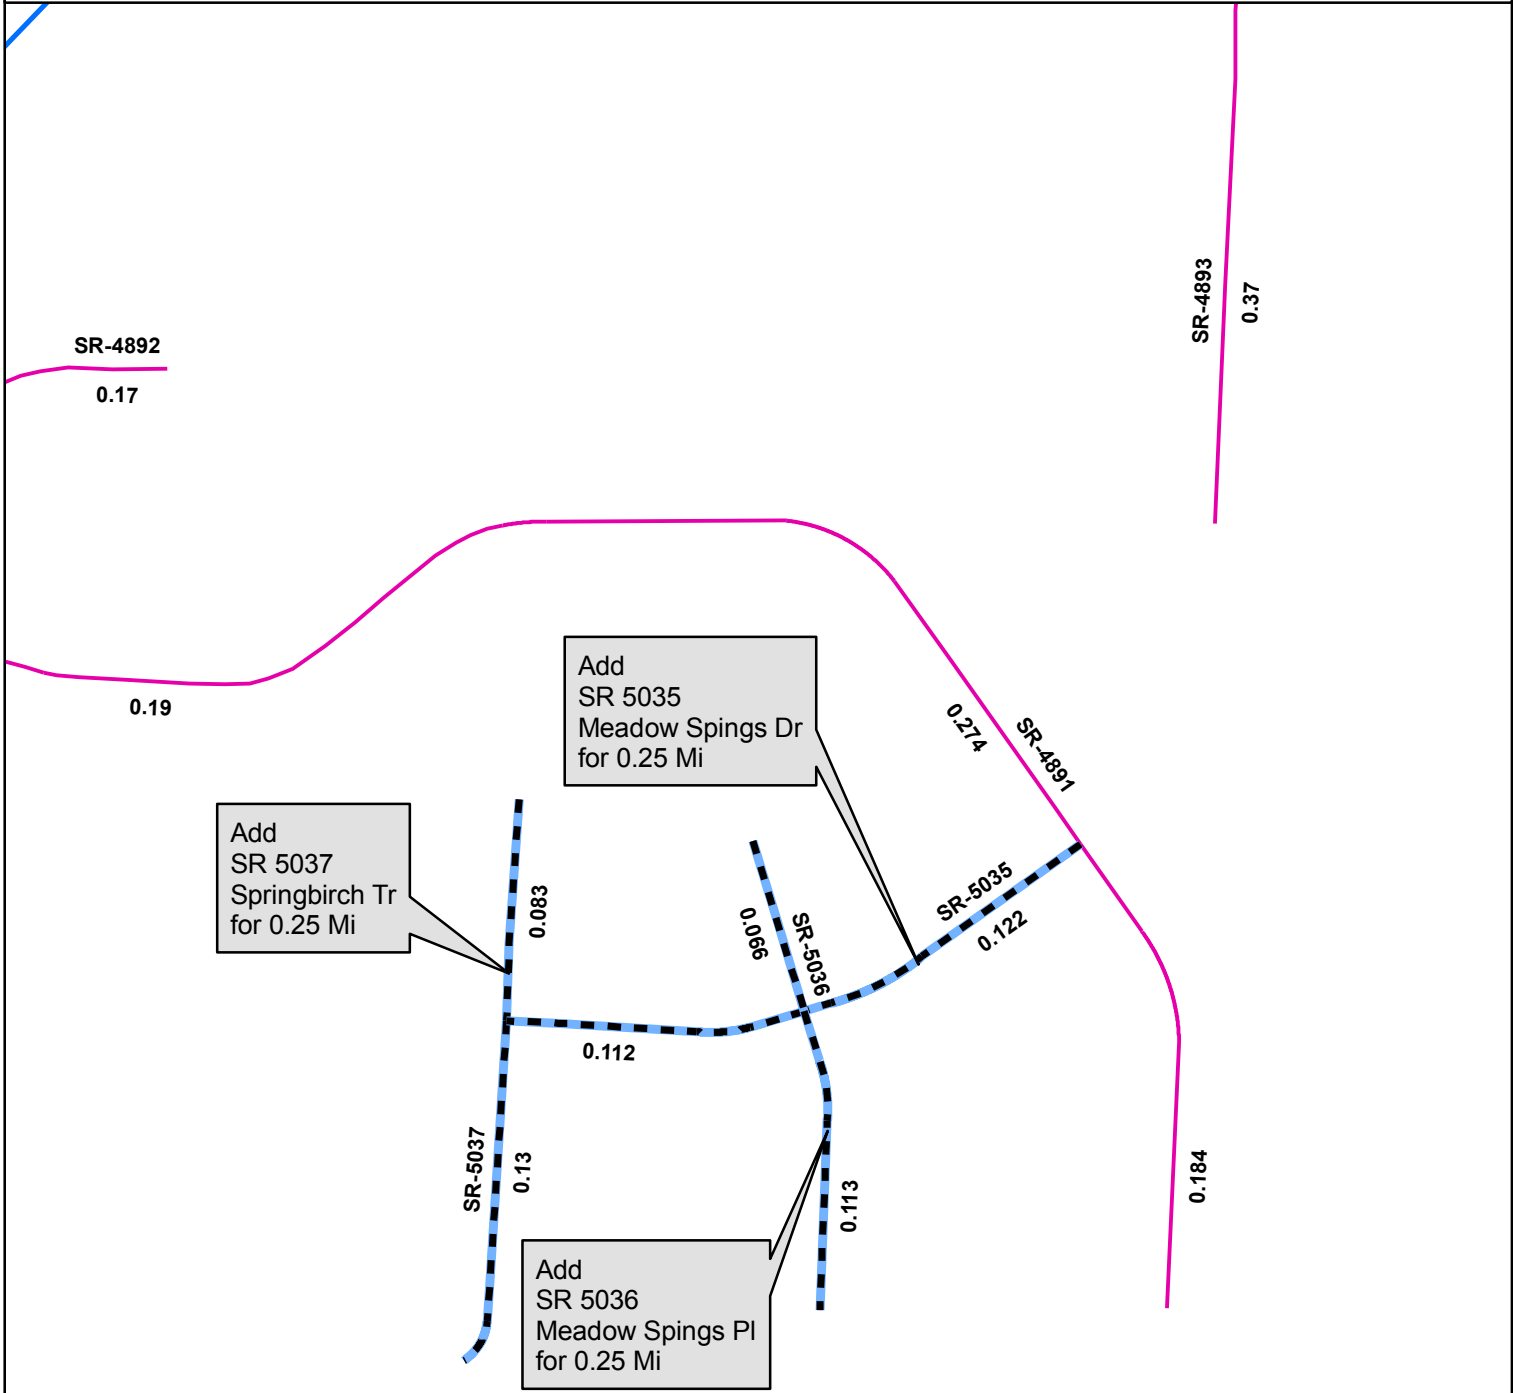 SR-4893
0.37
SR-4892
0.17
0.19
Add
SR 5035
Meadow Spings Dr
for 0.25 Mi
0.274
SR-4891
Add
SR 5037
Springbirch Tr
for 0.25 Mi
0.083
0.066
SR-5036
SR-5035
0.122
0.112
SR-5037
0.13
0.113
0.184
Add
SR 5036
Meadow Spings Pl
for 0.25 Mi